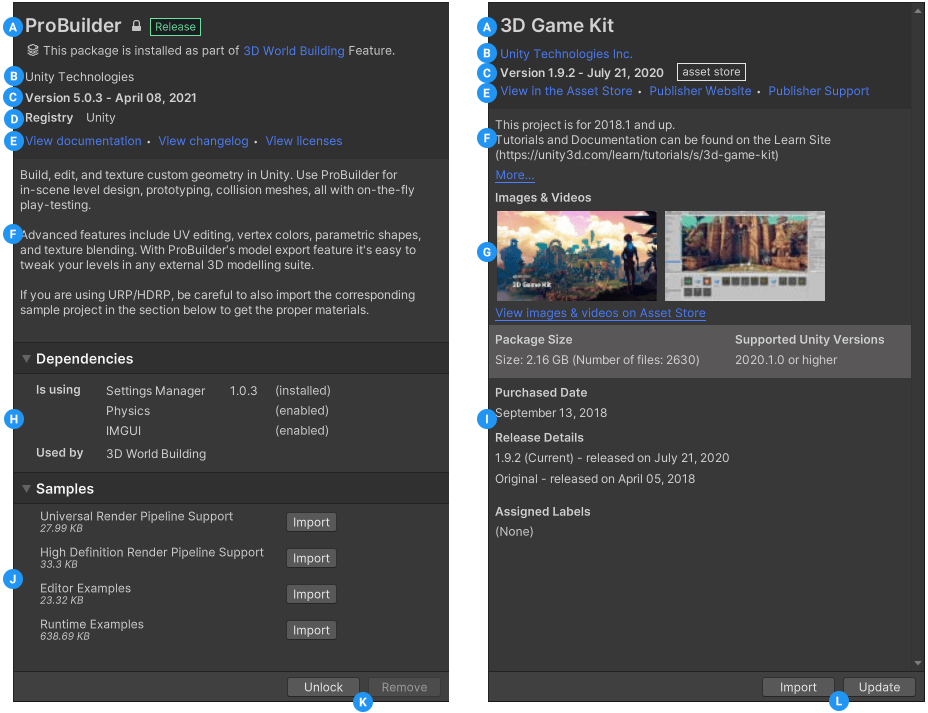 A ProBuilder Release
This package is installed as part of 3D World Building Feature.
B Unity Technologies
C Version 5.0.3 - April 08, 2021
D Registry Unity
E View documentation • View changelog • View licenses
Build, edit, and texture custom geometry in Unity. Use ProBuilder for
in-scene level design, prototyping, collision meshes, all with on-the-fly
play-testing.
F Advanced features include UV editing, vertex colors, parametric shapes,
and texture blending. With ProBuilder's model export feature it's easy to
tweak your levels in any external 3D modelling suite.
If you are using URP/HDRP, be careful to also import the corresponding
sample project in the section below to get the proper materials.
Dependencies
Is using Settings Manager 1.0.3 (installed)
H Physics (enabled)
IMGUI (enabled)
Used by 3D World Building
Samples
Universal Render Pipeline Support Import
27.99 KB
High Definition Render Pipeline Support Import
33.3 KB
J Editor Examples Import
23.32 KB
Runtime Examples Import
638.69 KB
Unlock K Remove
A 3D Game Kit
B Unity Technologies Inc.
C Version 1.9.2 - July 21, 2020 asset store
E View in the Asset Store • Publisher Website • Publisher Support
This project is for 2018.1 and up.
F Tutorials and Documentation can be found on the Learn Site
(https://unity3d.com/learn/tutorials/s/3d-game-kit)
More...
Images & Videos
G
3D Game Kit
View images & videos on Asset Store
Package Size Supported Unity Versions
Size: 2.16 GB (Number of files: 2630) 2020.1.0 or higher
Purchased Date
I September 13, 2018
Release Details
1.9.2 (Current) - released on July 21, 2020
Original - released on April 05, 2018
Assigned Labels
(None)
Import L Update